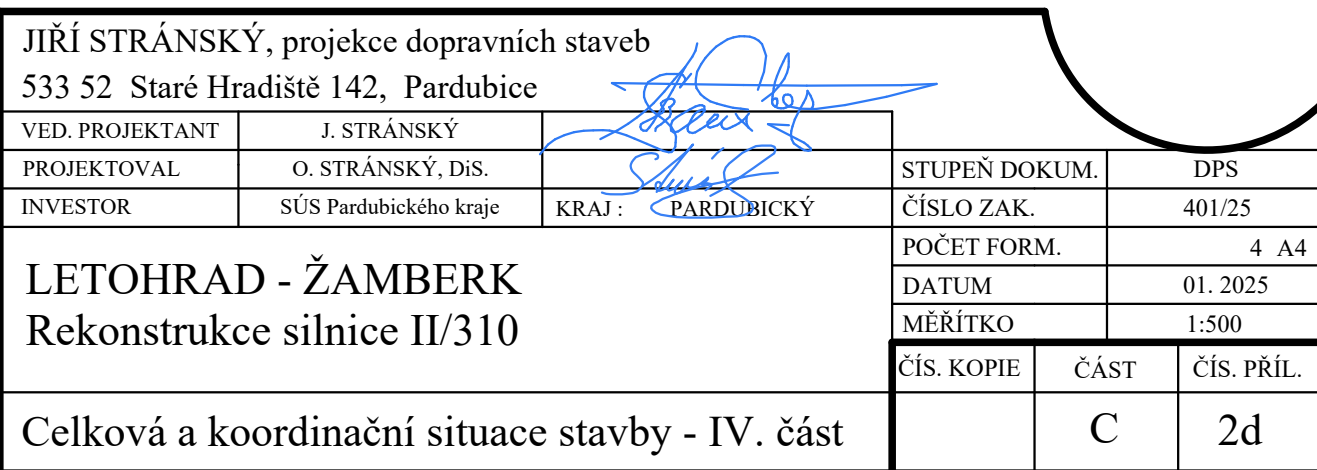 JIŘÍ STRÁNSKÝ, projekce dopravních staveb
533 52 Staré Hradiště 142, Pardubice
VED. PROJEKTANT J. STRÁNSKÝ
PROJEKTOVAL O. STRÁNSKÝ, DiS.
INVESTOR SÚS Pardubického kraje KRAJ : PARDUBICKÝ
STUPEŇ DOKUM. DPS
ČÍSLO ZAK. 401/25
POČET FORM. 4 A4
DATUM 01. 2025
MĚŘÍTKO 1:500
LETOHRAD - ŽAMBERK
Rekonstrukce silnice II/310
ČÍS. KOPIE ČÁST ČÍS. PŘÍL.
C 2d
Celková a koordinační situace stavby - IV. část